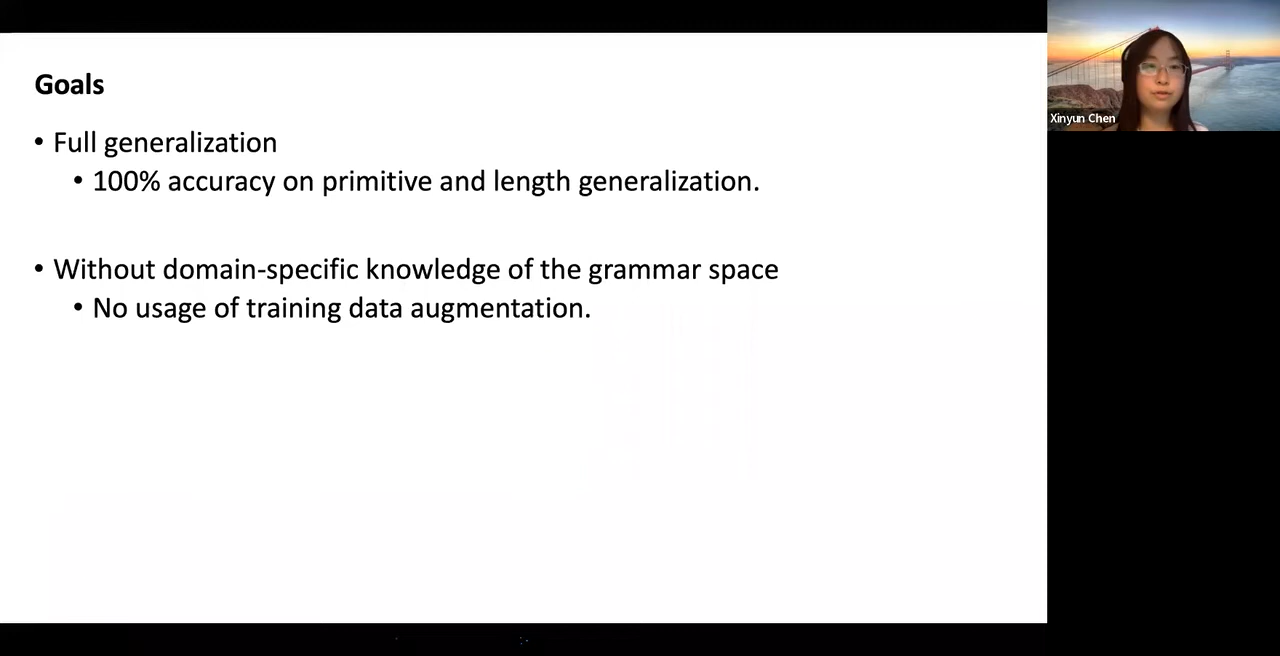 Goals
• Full generalization
• 100% accuracy on primitive and length generalization.
• Without domain-specific knowledge of the grammar space
• No usage of training data augmentation.
Xinyun Chen